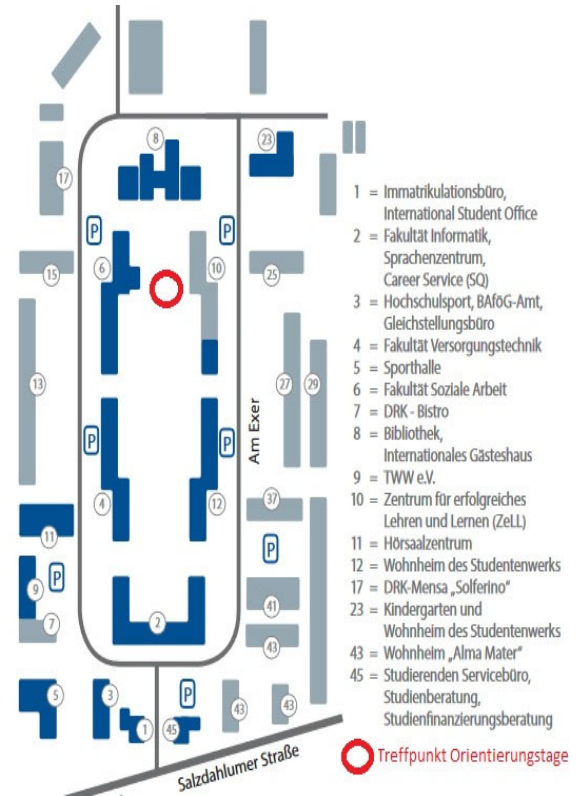 8
23
17
P
P
6
10
15
25
13
27
29
Am Exer
P
P
4
12
37
11
P
9
P
41
7
2
43
5
3
P
1
45
43
43
Salzdahlumer Straße
1 = Immatrikulationsbüro,
International Student Office
2 = Fakultät Informatik,
Sprachenzentrum,
Career Service (SQ)
3 = Hochschulsport, BAföG-Amt,
Gleichstellungsbüro
4 = Fakultät Versorgungstechnik
5 = Sporthalle
6 = Fakultät Soziale Arbeit
7 = DRK - Bistro
8 = Bibliothek,
Internationales Gästeshaus
9 = TWW e.V.
10 = Zentrum für erfolgreiches
Lehren und Lernen (ZeLL)
11 = Hörsaalzentrum
12 = Wohnheim des Studentenwerks
17 = DRK-Mensa „Solferino"
23 = Kindergarten und
Wohnheim des Studentenwerks
43 = Wohnheim „Alma Mater"
45 = Studierenden Servicebüro,
Studienberatung,
Studienfinanzierungsberatung
Treffpunkt Orientierungstage